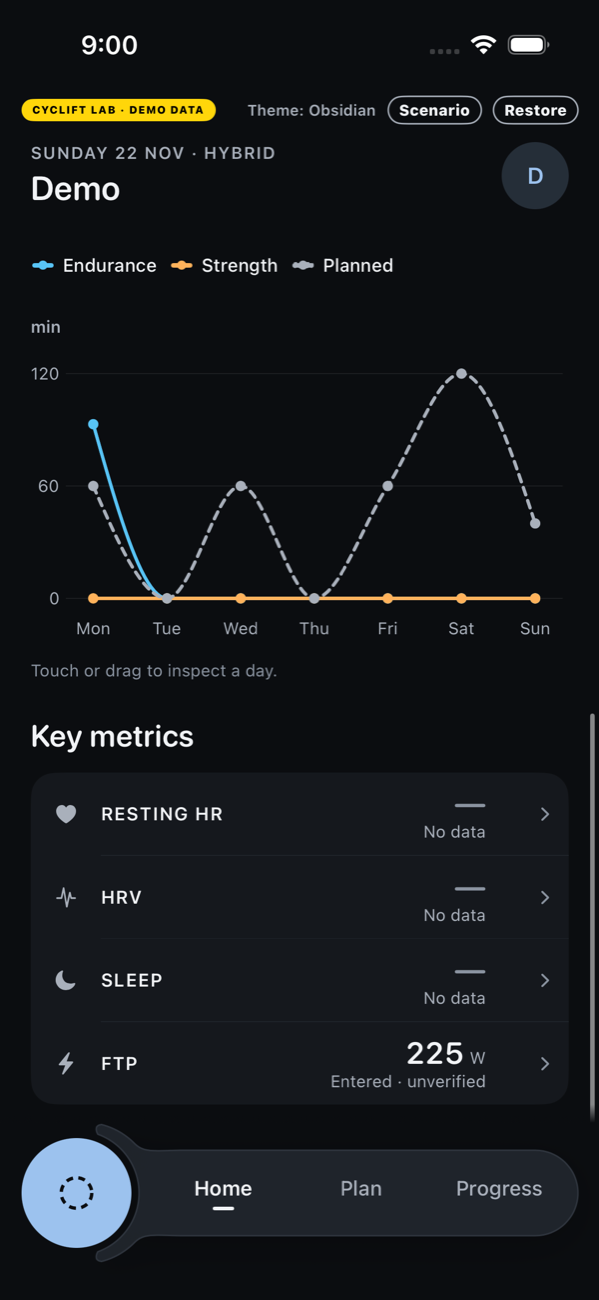 9:00
CYCLIFT LAB · DEMO DATA
Theme: Obsidian
Scenario
Restore
SUNDAY 22 NOV · HYBRID
Demo
D
Endurance
Strength
Planned
min
120
60
0
Mon Tue Wed Thu Fri Sat Sun
Touch or drag to inspect a day.
Key metrics
RESTING HR
No data
HRV
No data
SLEEP
No data
FTP
225 W
Entered · unverified
Home
Plan
Progress